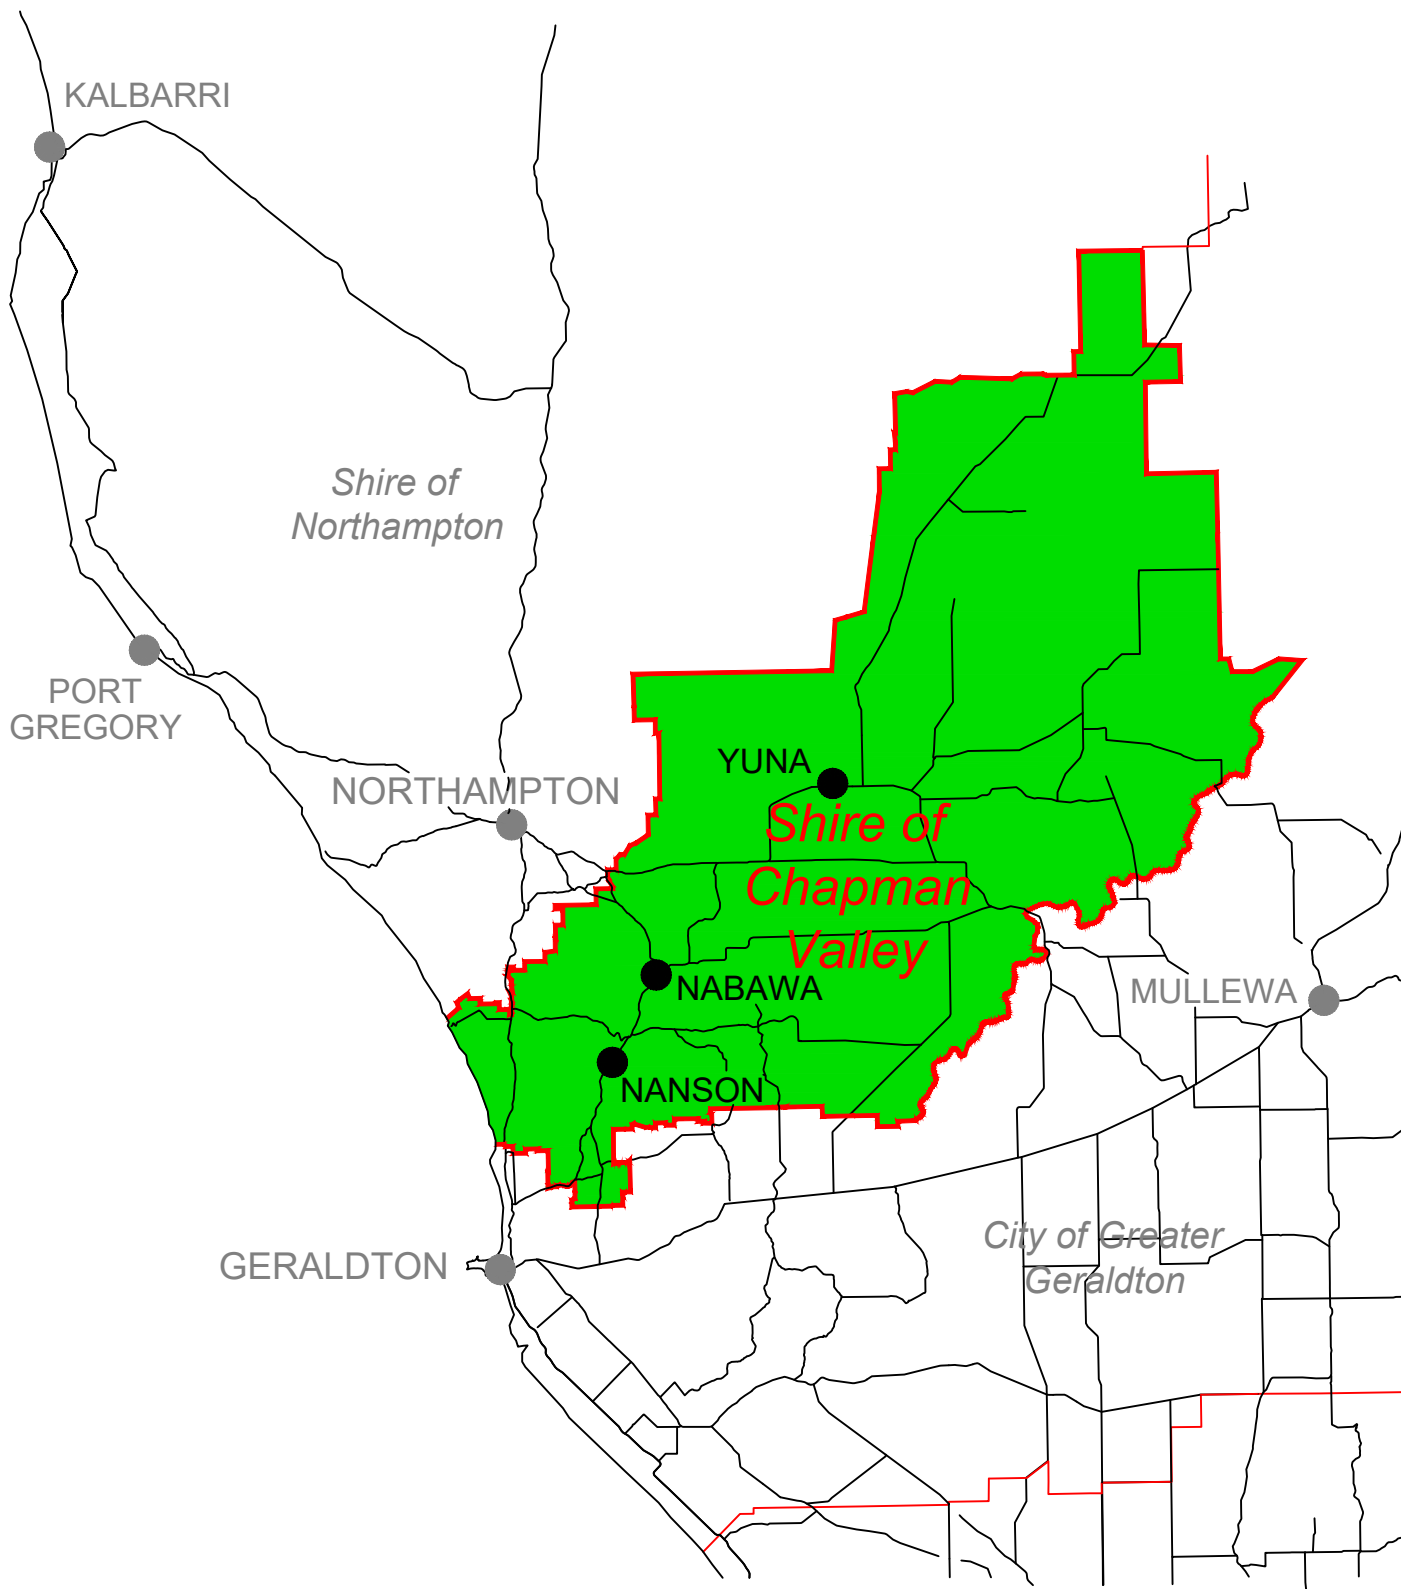 KALBARRI
Shire of
Northampton
PORT
GREGORY
NORTHAMPTON
YUNA
Shire of
Chapman
Valley
NABAWA
MULLEWA
NANSON
GERALDTON
City of Greater
Geraldton